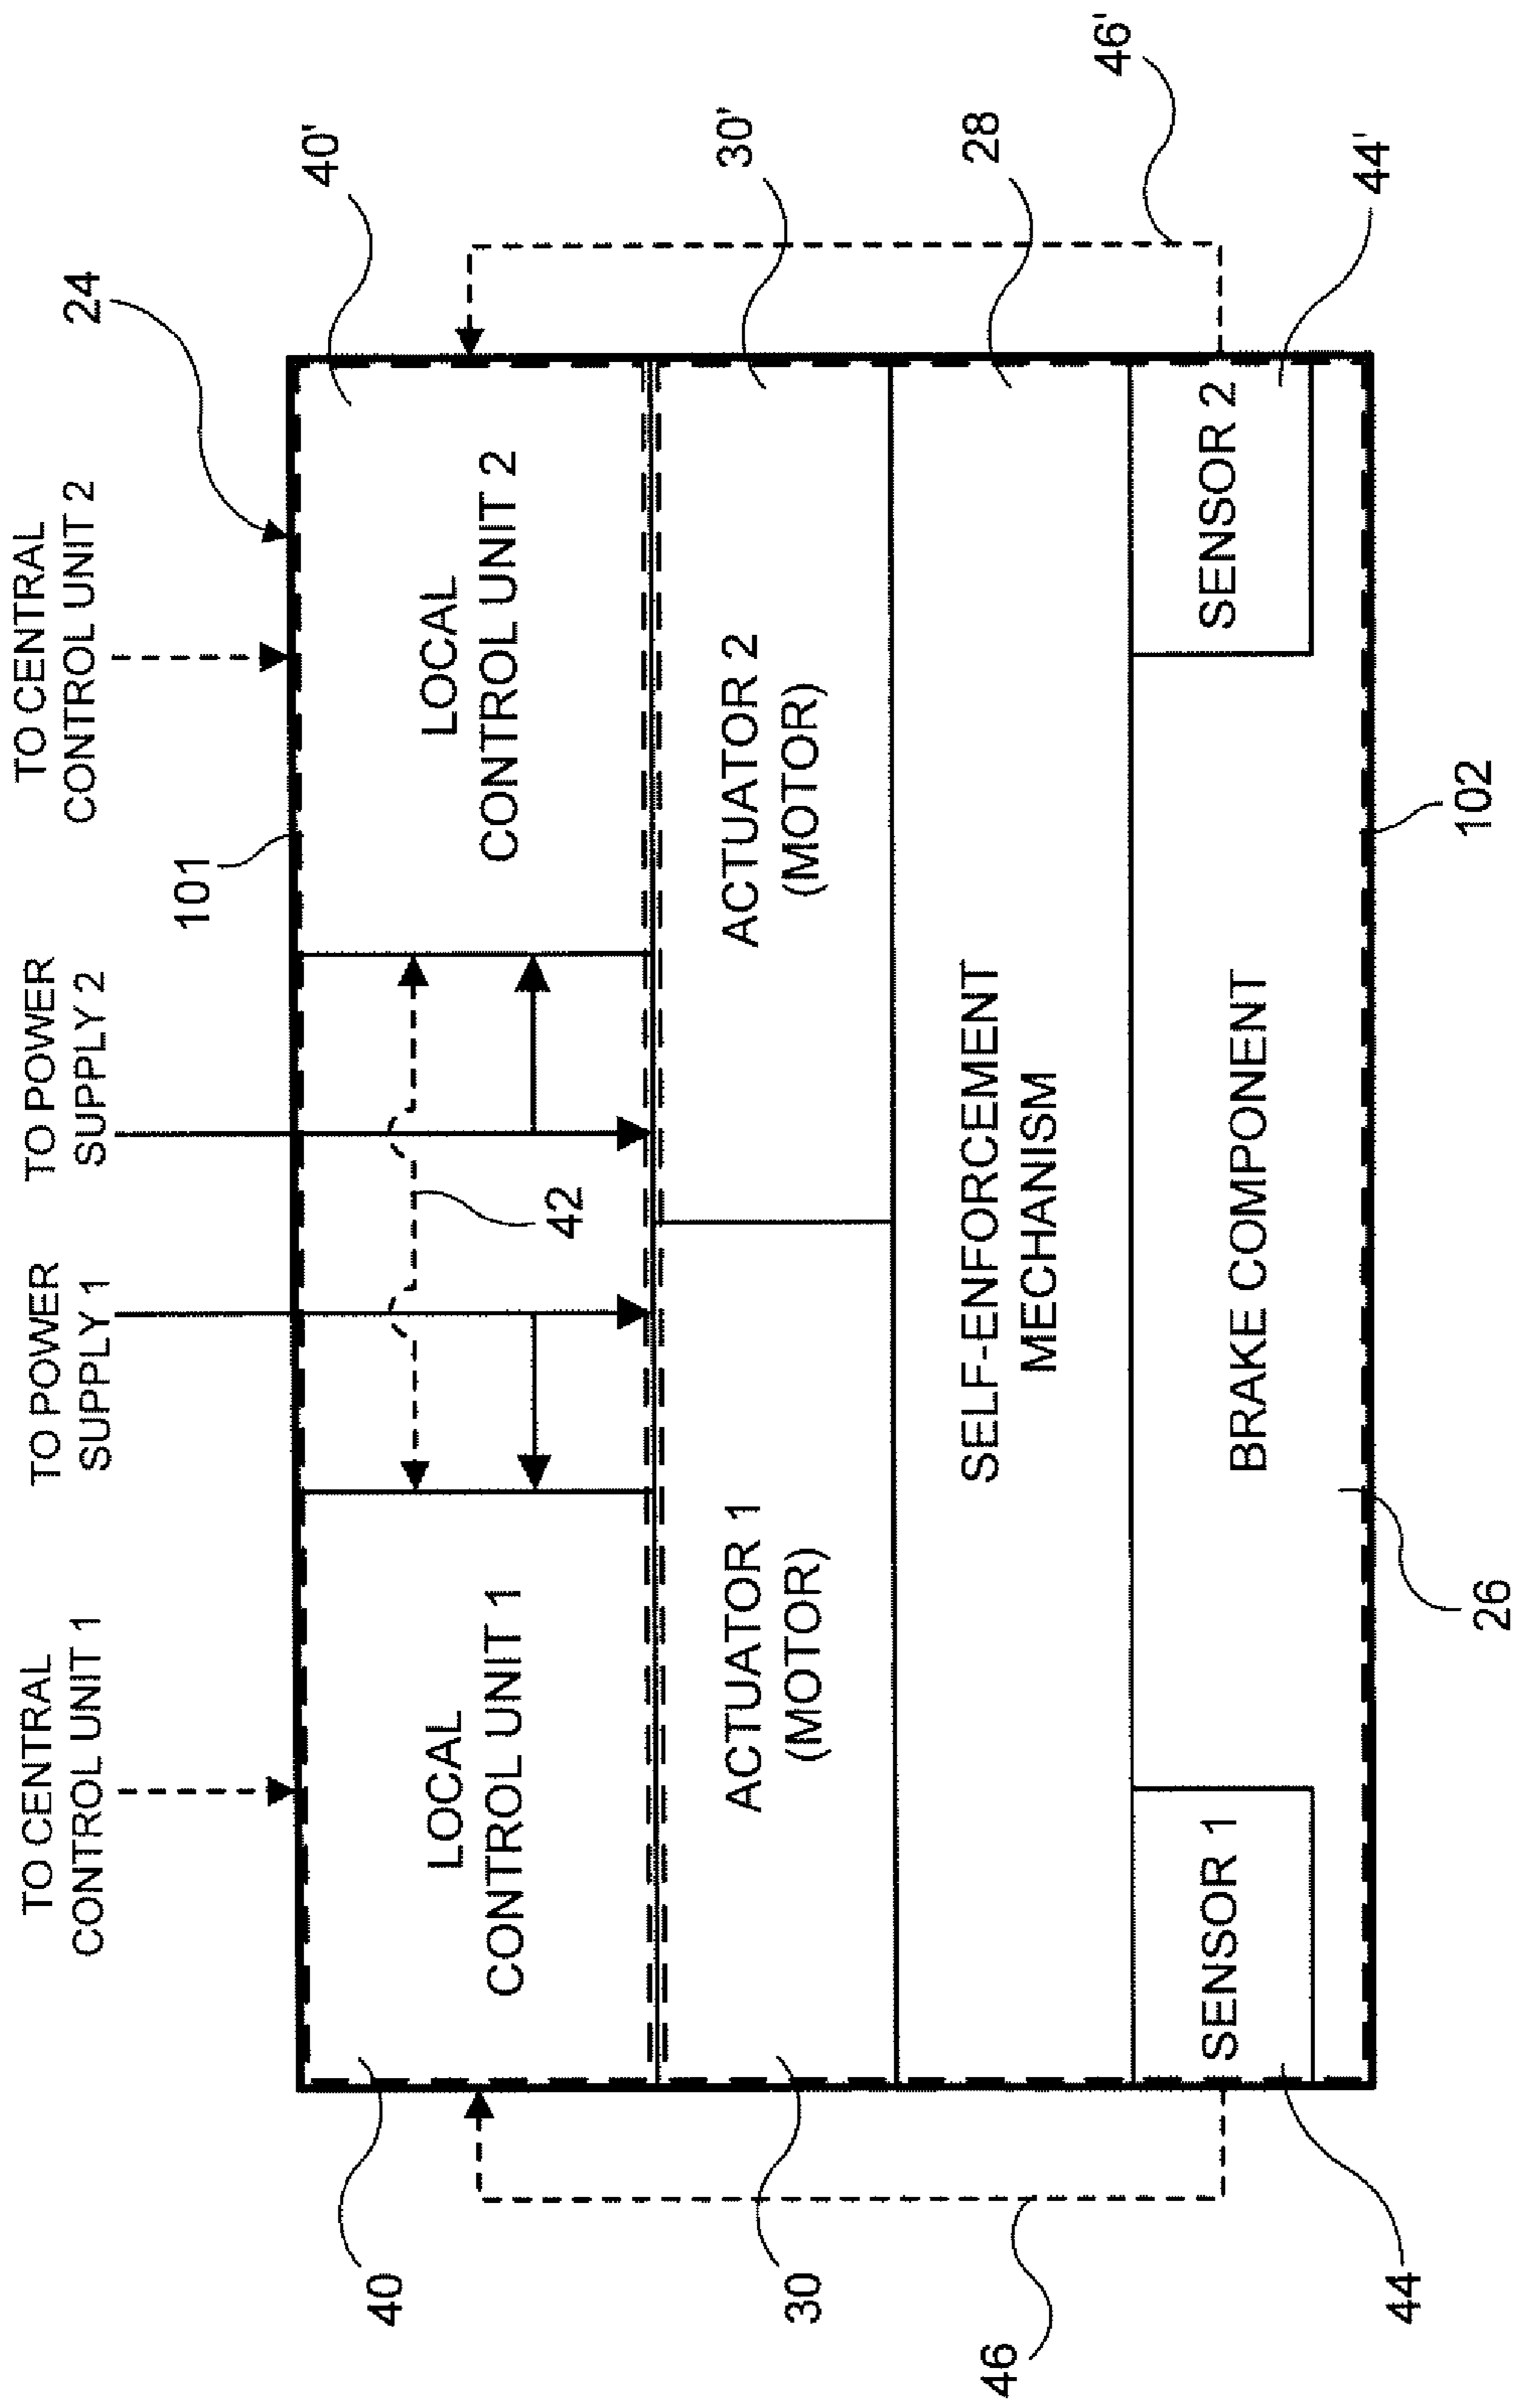 TO CENTRAL
CONTROL UNIT 1
TO POWER
SUPPLY 1
TO POWER
SUPPLY 2
TO CENTRAL
CONTROL UNIT 2
101
24
40
40'
LOCAL
CONTROL UNIT 1
42
LOCAL
CONTROL UNIT 2
30
ACTUATOR 1
(MOTOR)
ACTUATOR 2
(MOTOR)
30'
SELF-ENFORCEMENT
MECHANISM
28
46
46'
SENSOR 1
BRAKE COMPONENT
SENSOR 2
44
44'
26
102